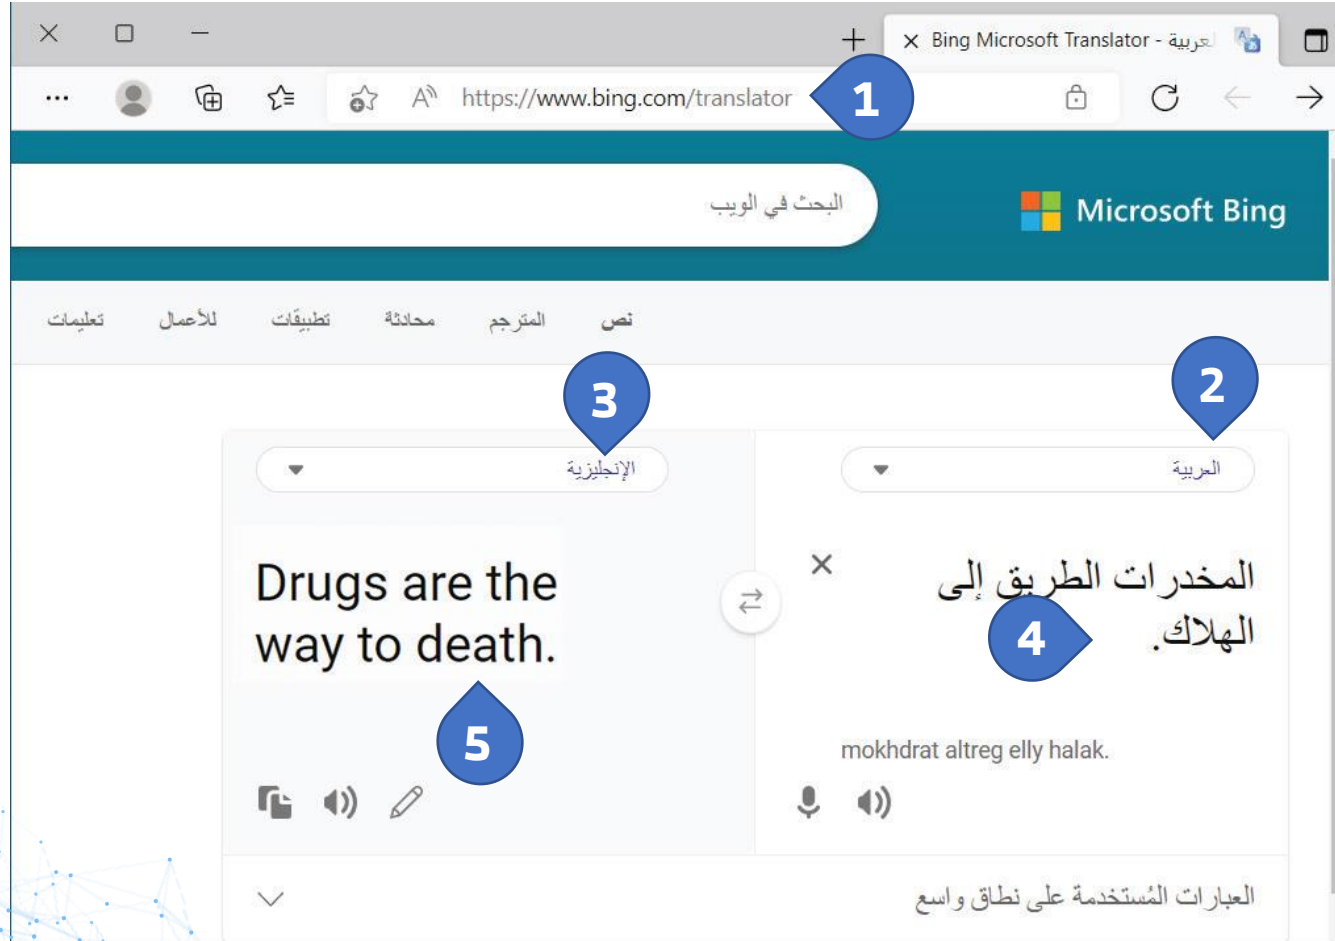 Bing Microsoft Translator - العربية
https://www.bing.com/translator
1
Microsoft Bing
البحث في الويب
نص
المترجم
محادثة
تطبيقات
للأعمال
تعليمات
2
3
العربية
الإنجليزية
المخدرات الطريق إلى
الهلاك.
4
mokhdrat altreg elly halak.
Drugs are the
way to death.
5
العبارات المُستخدمة على نطاق واسع